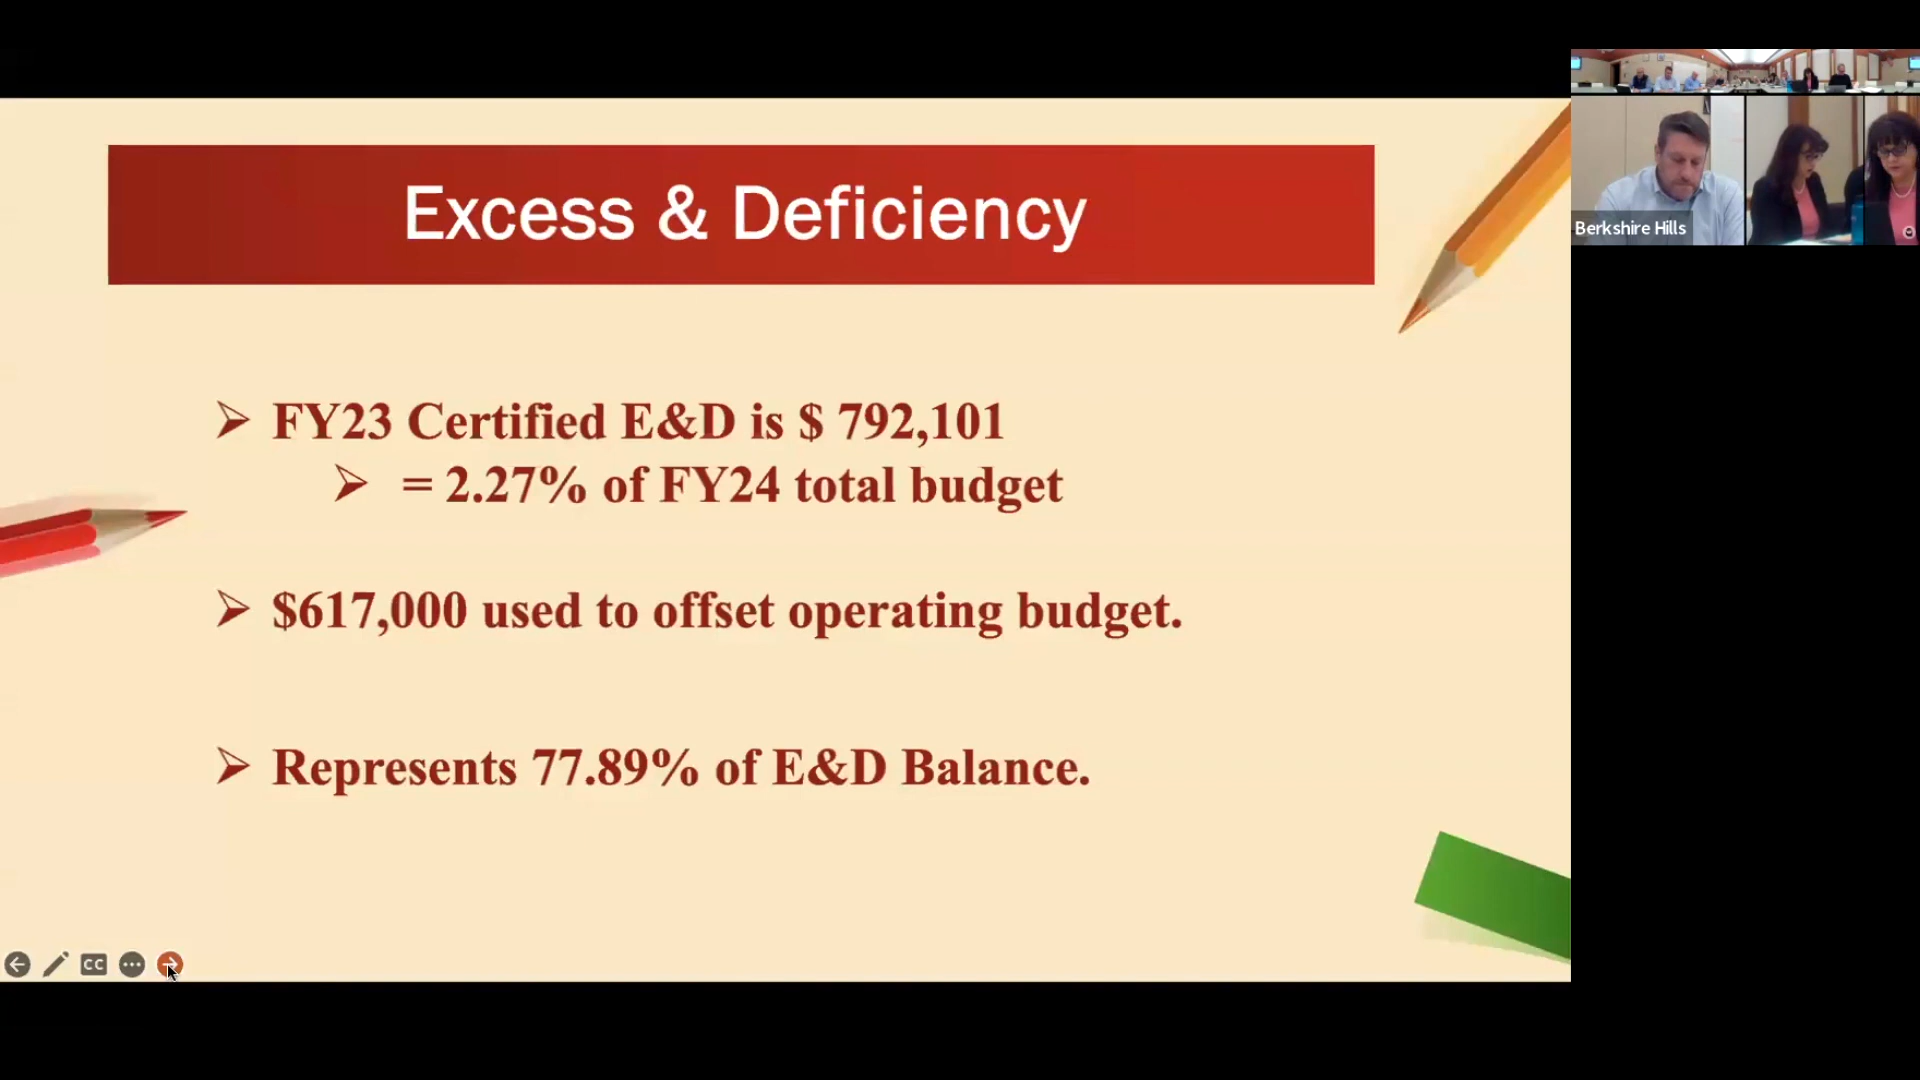 Excess & Deficiency
FY23 Certified E&D is $ 792,101
= 2.27% of FY24 total budget
$617,000 used to offset operating budget.
Represents 77.89% of E&D Balance.
Berkshire Hills
CC